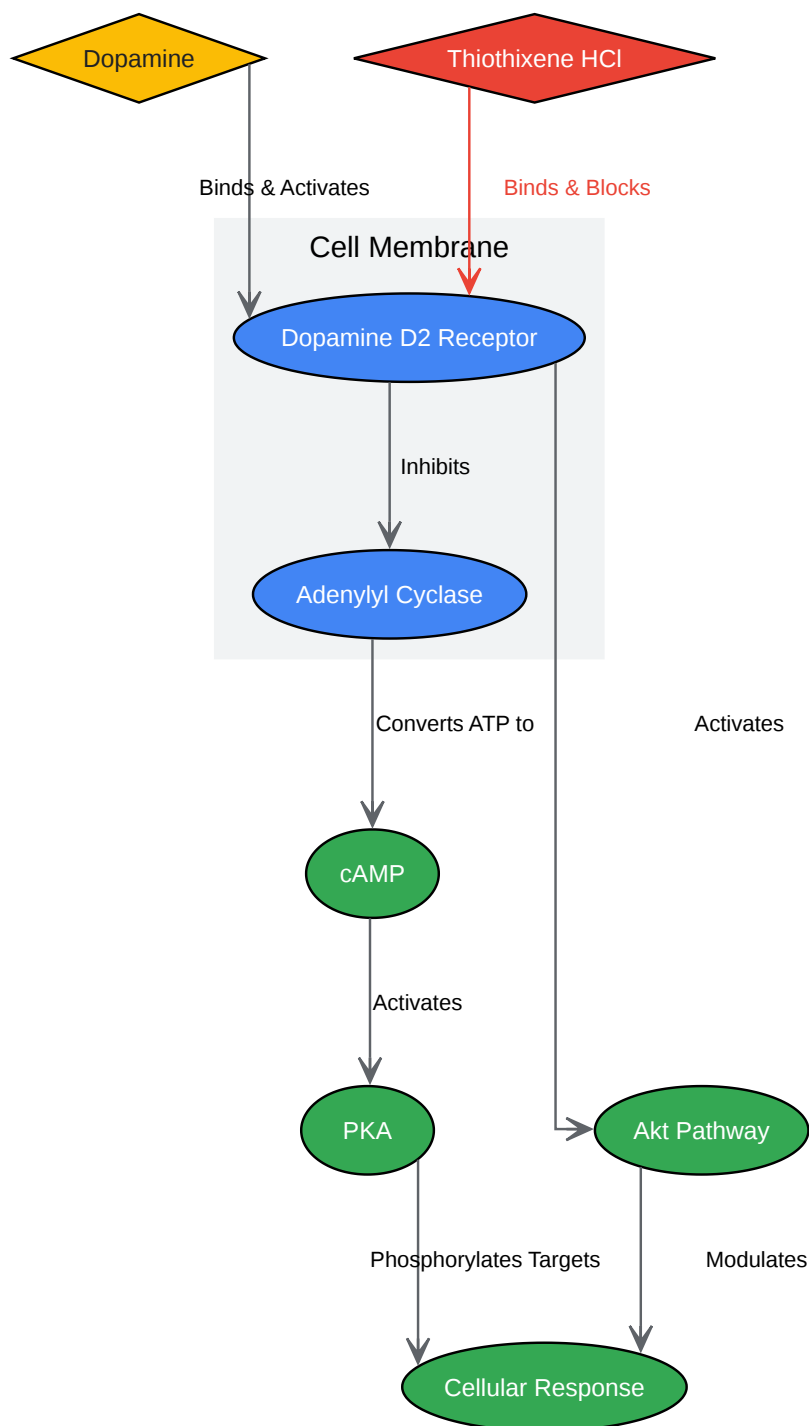 Dopamine
Thiothixene HCl
Binds & Activates
Binds & Blocks
Cell Membrane
Dopamine D2 Receptor
Inhibits
Adenylyl Cyclase
Converts ATP to
Activates
cAMP
Activates
PKA
Akt Pathway
Phosphorylates Targets
Modulates
Cellular Response